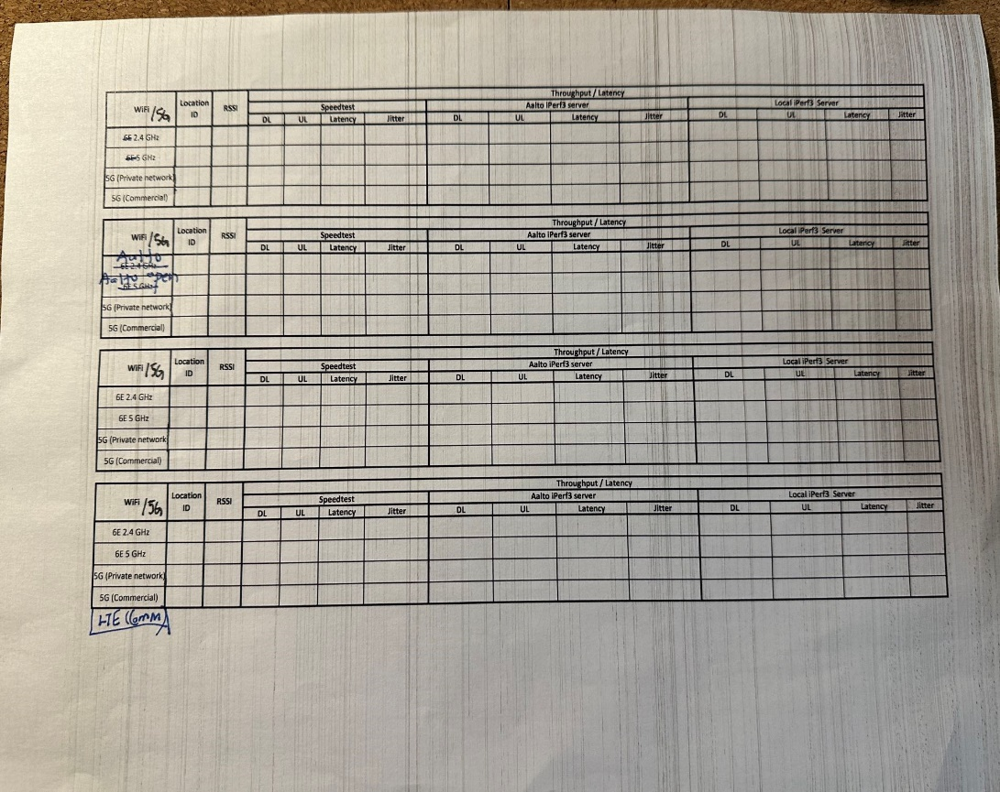 Throughput / Latency
WiFi /5G Location ID RSSI Speedtest Aalto iPerf3 server Local iPerf3 Server
DL UL Latency Jitter DL UL Latency Jitter DL UL Latency Jitter
6E 2.4 GHz
6E 5 GHz
5G (Private network)
5G (Commercial)
Throughput / Latency
WiFi /5G Location ID RSSI Speedtest Aalto iPerf3 server Local iPerf3 Server
DL UL Latency Jitter DL UL Latency Jitter DL UL Latency Jitter
Aalto
6E 2.4 GHz
Aalto open
6E 5 GHz
5G (Private network)
5G (Commercial)
Throughput / Latency
WiFi /5G Location ID RSSI Speedtest Aalto iPerf3 server Local iPerf3 Server
DL UL Latency Jitter DL UL Latency Jitter DL UL Latency Jitter
6E 2.4 GHz
6E 5 GHz
5G (Private network
5G (Commercial)
Throughput / Latency
WiFi /5G Location ID RSSI Speedtest Aalto iPerf3 server Local iPerf3 Server
DL UL Latency Jitter DL UL Latency Jitter DL UL Latency Jitter
6E 2.4 GHz
6E 5 GHz
5G (Private network)
5G (Commercial)
LTE (Comm)